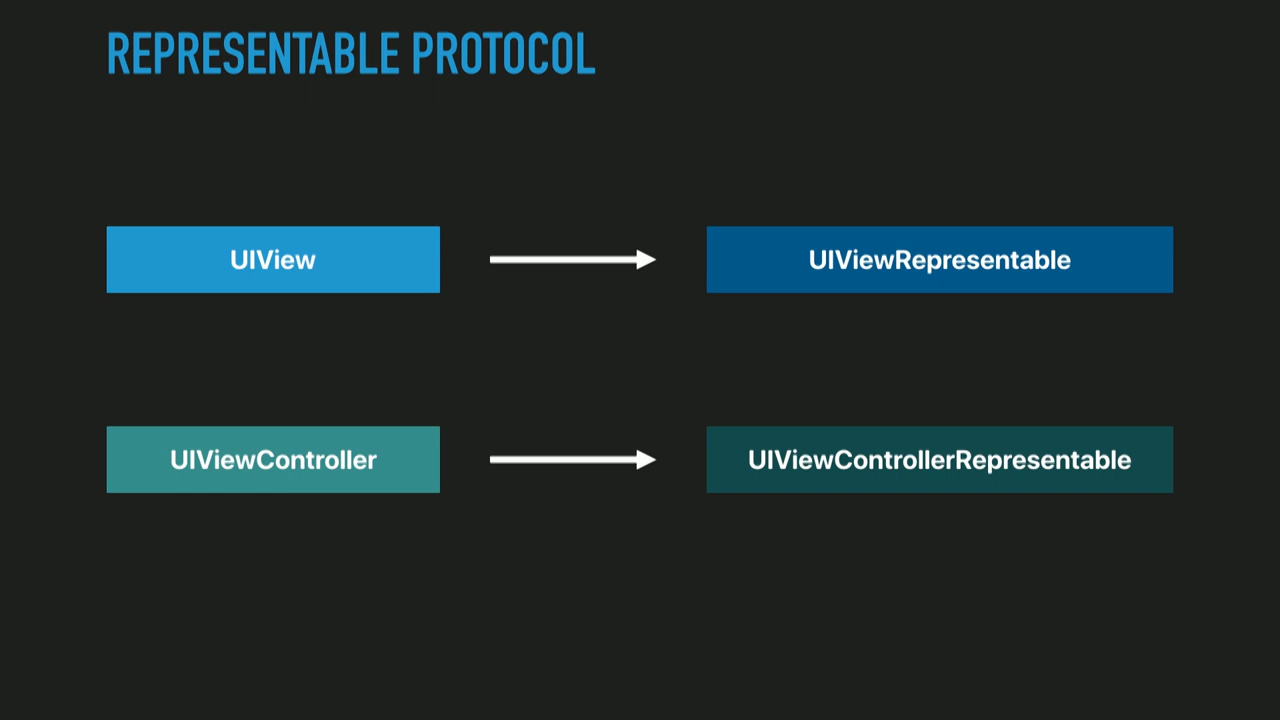 REPRESENTABLE PROTOCOL
UIView
UIViewRepresentable
UIViewController
UIViewControllerRepresentable